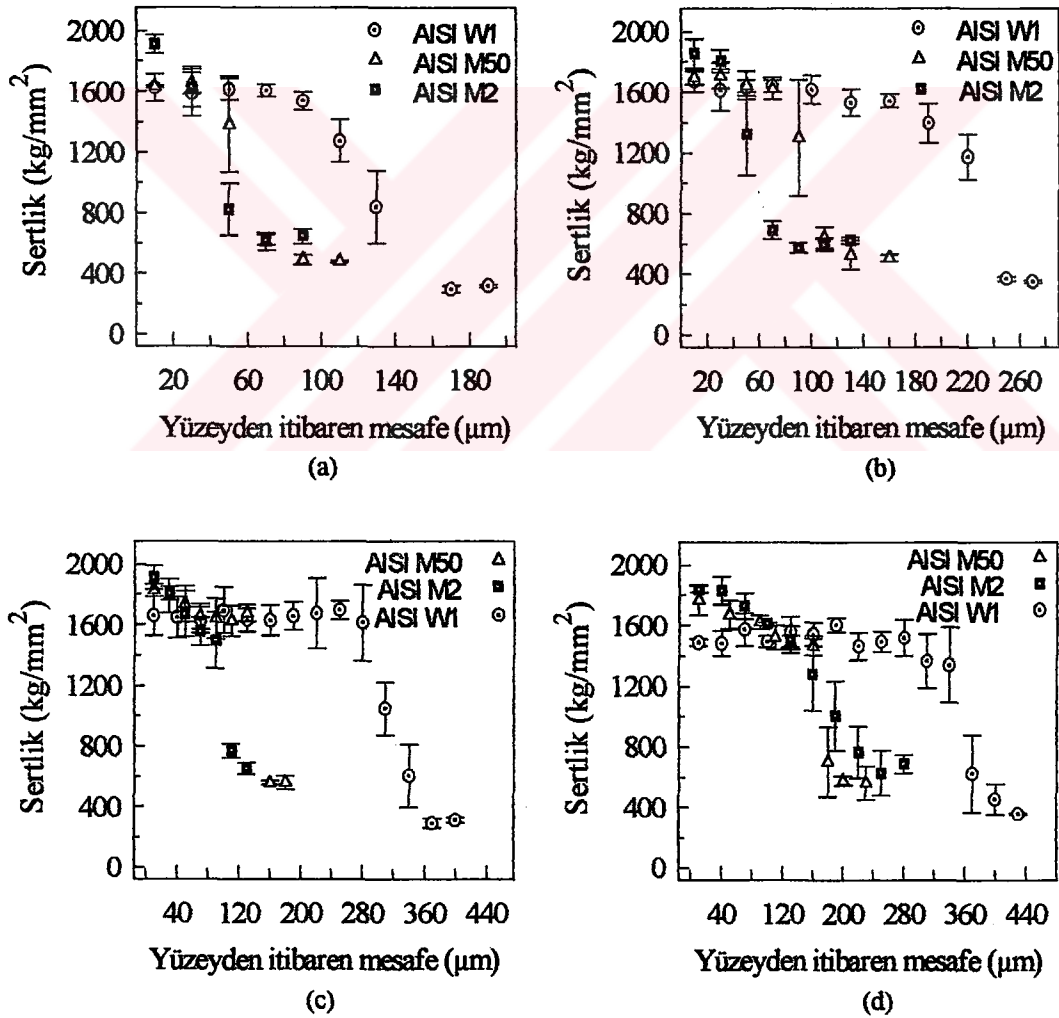 2000
1600
1200
800
400
0
Sertlik (kg/mm²)
AISI W1
AISI M50
AISI M2
20 60 100 140 180
Yüzeyden itibaren mesafe (µm)
(a)
2000
1600
1200
800
400
0
Sertlik (kg/mm²)
AISI W1
AISI M50
AISI M2
20 60 100 140 180 220 260
Yüzeyden itibaren mesafe (µm)
(b)
2000
1600
1200
800
400
0
Sertlik (kg/mm²)
AISI M50
AISI M2
AISI W1
40 120 200 280 360 440
Yüzeyden itibaren mesafe (µm)
(c)
2000
1600
1200
800
400
0
Sertlik (kg/mm²)
AISI M50
AISI M2
AISI W1
40 120 200 280 360 440
Yüzeyden itibaren mesafe (µm)
(d)